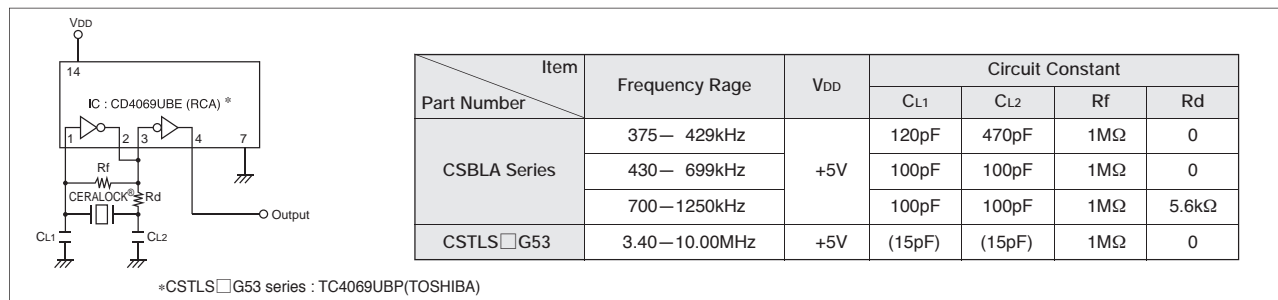 VDD
14
IC : CD4069UBE (RCA) *
1 2 3 4 7
Rf
CERALOCK® Rd
Output
CL1 CL2
*CSTLS□G53 series : TC4069UBP(TOSHIBA)
Item
Part Number
Frequency Rage
VDD
Circuit Constant
CL1 CL2 Rf Rd
CSBLA Series
375— 429kHz
+5V
120pF 470pF 1MΩ 0
430— 699kHz
100pF 100pF 1MΩ 0
700—1250kHz
100pF 100pF 1MΩ 5.6kΩ
CSTLS□G53 3.40—10.00MHz +5V (15pF) (15pF) 1MΩ 0